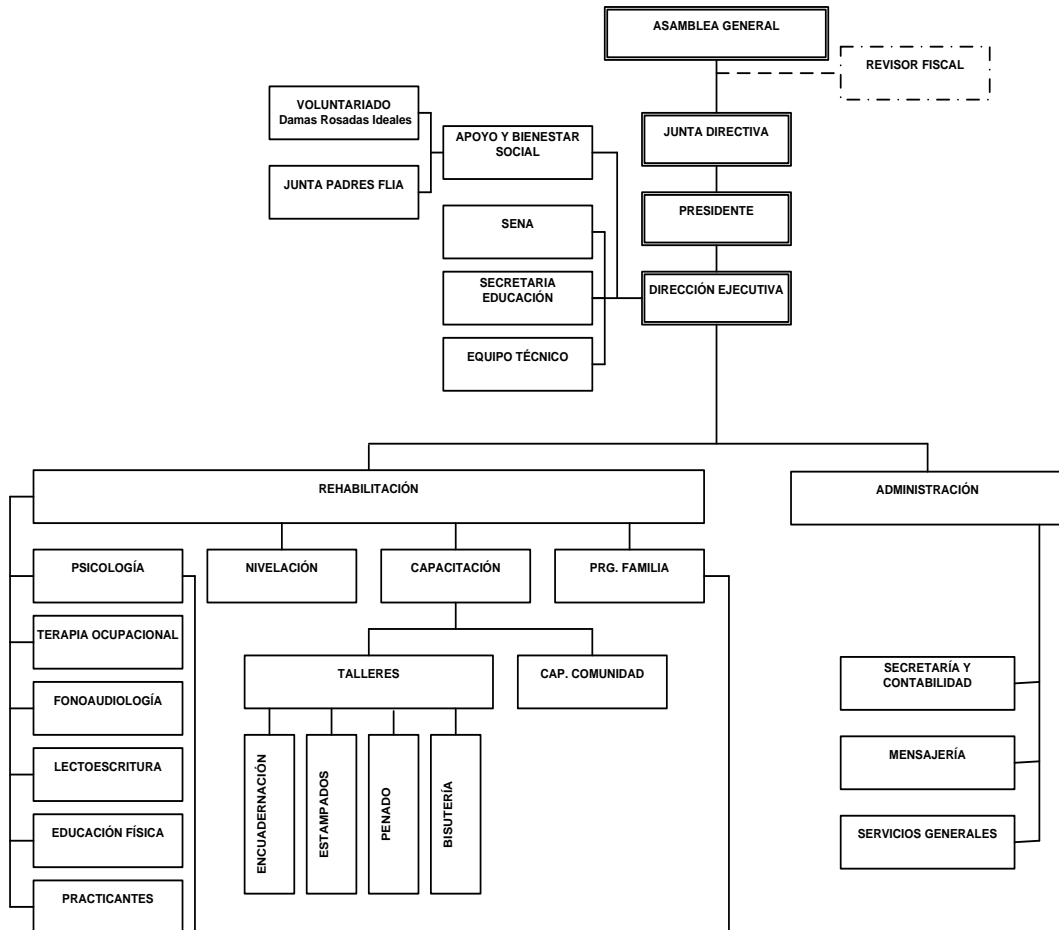 ASAMBLEA GENERAL
REVISOR FISCAL
VOLUNTARIADO
Damas Rosadas Ideales
APOYO Y BIENESTAR
SOCIAL
JUNTA DIRECTIVA
JUNTA PADRES FLIA
PRESIDENTE
SENA
SECRETARIA
EDUCACIÓN
DIRECCIÓN EJECUTIVA
EQUIPO TÉCNICO
REHABILITACIÓN
ADMINISTRACIÓN
PSICOLOGÍA
NIVELACIÓN
CAPACITACIÓN
PRG. FAMILIA
TERAPIA OCUPACIONAL
TALLERES
CAP. COMUNIDAD
SECRETARÍA Y
CONTABILIDAD
FONOAUDIOLOGÍA
LECTOESCRITURA
MENSAJERÍA
ENCUADERNACIÓN
ESTAMPADOS
PENADO
BISUTERÍA
EDUCACIÓN FÍSICA
SERVICIOS GENERALES
PRACTICANTES